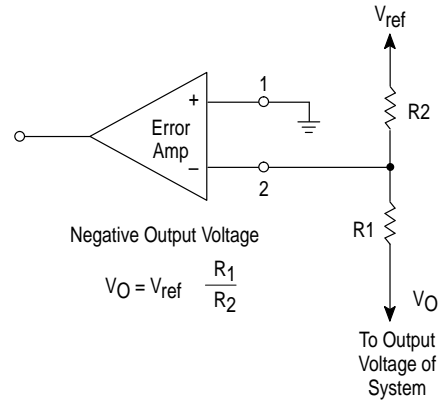 Vref
R2
1
+
Error
Amp
−
2
R1
Negative Output Voltage
VO = Vref R1
R2
VO
To Output
Voltage of
System